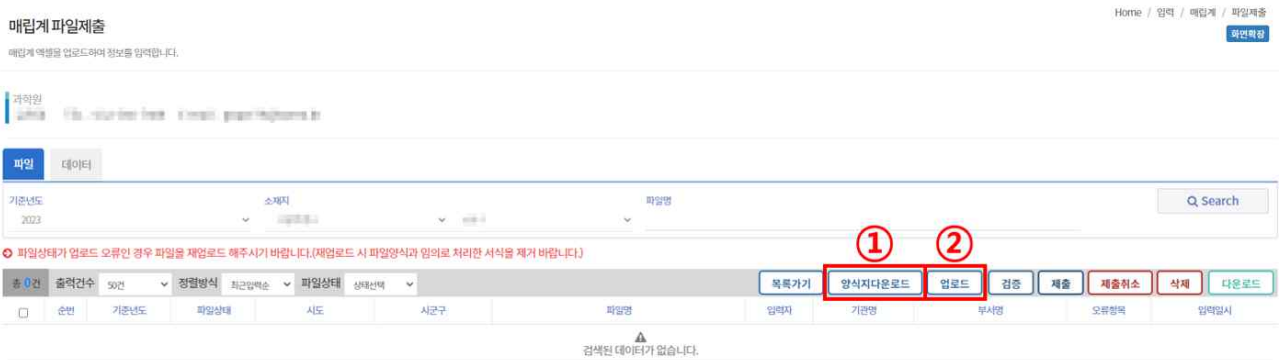 Home / 입력 / 매립계 / 파일제출
매립계 파일제출
화면확장
매립계 엑셀을 업로드하여 정보를 입력합니다.
과학원
파일 데이터
기준년도 소재지 파일명
2023
Search
① ②
파일상태가 업로드 오류인 경우 파일을 재업로드 해주시기 바랍니다.(재업로드 시 파일양식과 임의로 처리한 서식을 제거 바랍니다.)
총 0건 출력건수 50건 정렬방식 최근입력순 파일상태 상태선택 목록가기 양식지다운로드 업로드 검증 제출 제출취소 삭제 다운로드
순번 기준년도 파일상태 시도 시군구 파일명 입력자 기관명 부서명 오류항목 입력일시
검색된 데이터가 없습니다.